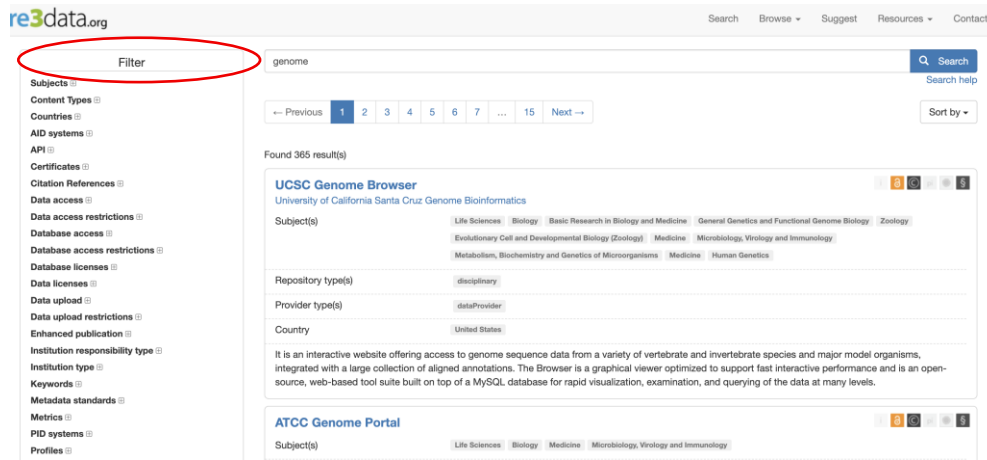 re3data.org
Search Browse Suggest Resources Contact
Filter
Subjects
Content Types
Countries
AID systems
API
Certificates
Citation References
Data access
Data access restrictions
Database access
Database access restrictions
Database licenses
Data licenses
Data upload
Data upload restrictions
Enhanced publication
Institution responsibility type
Institution type
Keywords
Metadata standards
Metrics
PID systems
Profiles
genome
Search
Search help
← Previous 1 2 3 4 5 6 7 ... 15 Next →
Sort by
Found 365 result(s)
UCSC Genome Browser
University of California Santa Cruz Genome Bioinformatics
Subject(s)
Life Sciences Biology Basic Research in Biology and Medicine General Genetics and Functional Genome Biology Zoology
Evolutionary Cell and Developmental Biology (Zoology) Medicine Microbiology, Virology and Immunology
Metabolism, Biochemistry and Genetics of Microorganisms Medicine Human Genetics
Repository type(s) disciplinary
Provider type(s) dataProvider
Country United States
It is an interactive website offering access to genome sequence data from a variety of vertebrate and invertebrate species and major model organisms,
integrated with a large collection of aligned annotations. The Browser is a graphical viewer optimized to support fast interactive performance and is an open-
source, web-based tool suite built on top of a MySQL database for rapid visualization, examination, and querying of the data at many levels.
ATCC Genome Portal
Subject(s) Life Sciences Biology Medicine Microbiology, Virology and Immunology